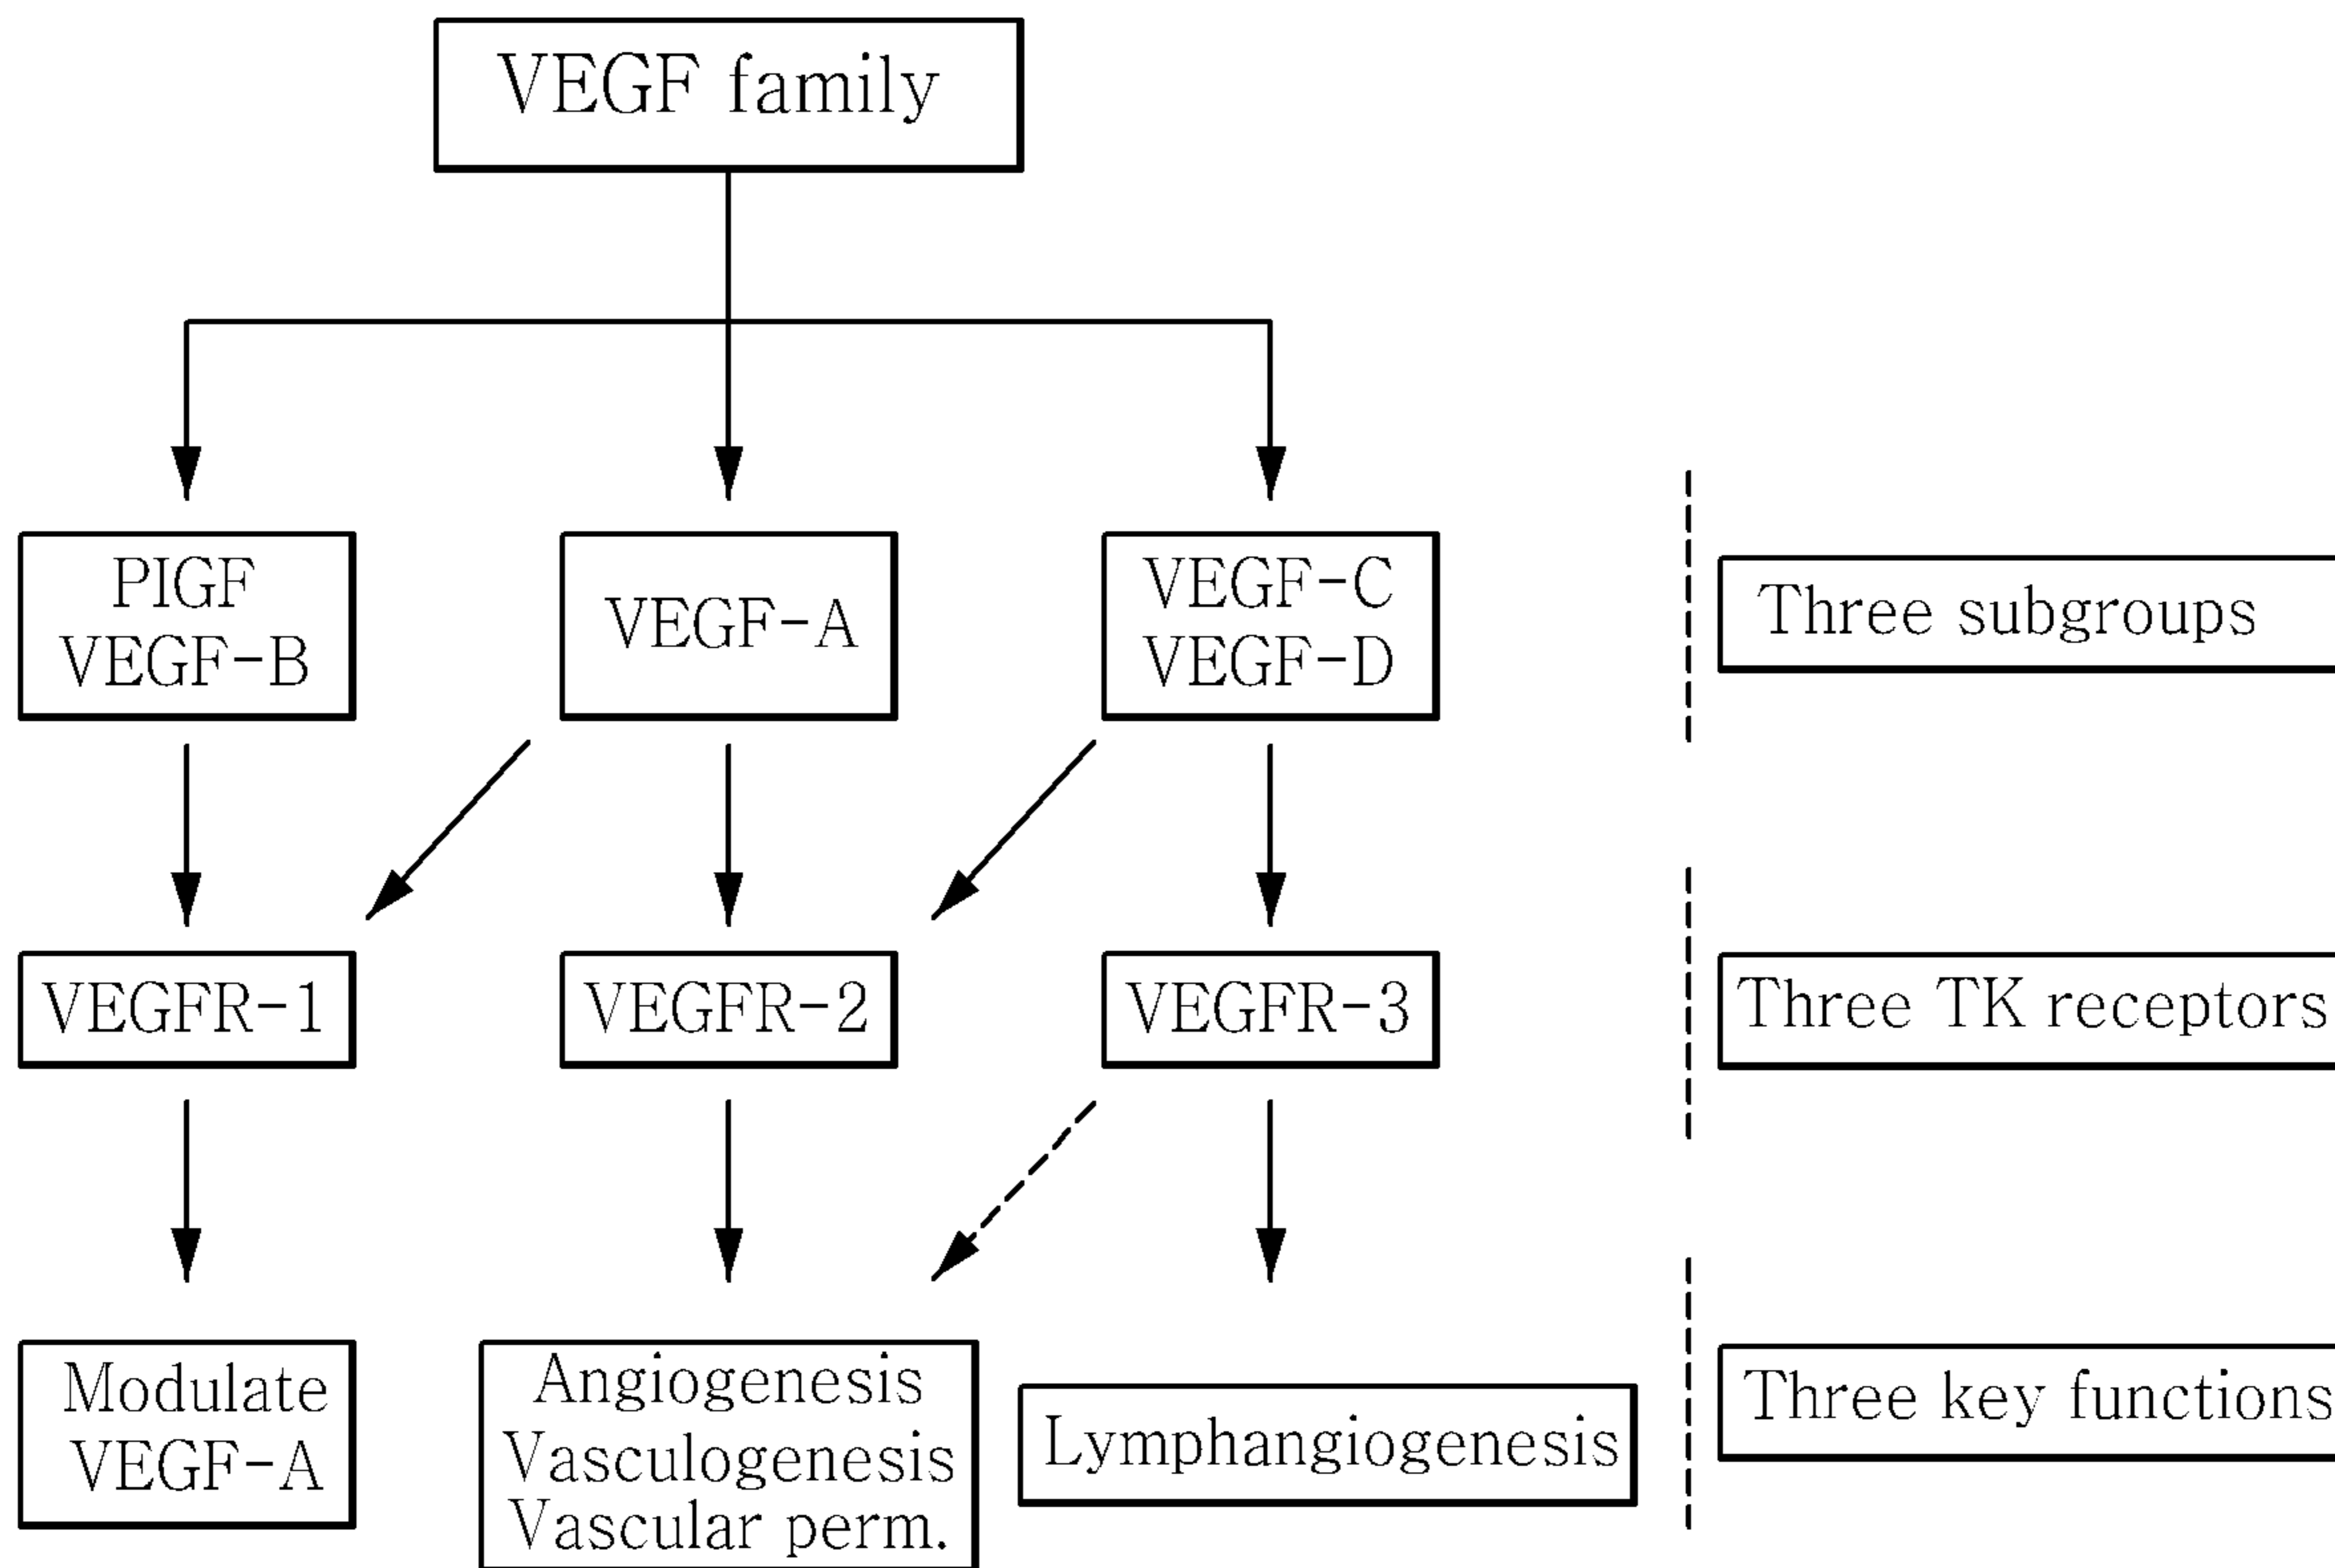 VEGF family
PIGF
VEGF-B
VEGF-A
VEGF-C
VEGF-D
Three subgroups
VEGFR-1
VEGFR-2
VEGFR-3
Three TK receptors
Modulate
VEGF-A
Angiogenesis
Vasculogenesis
Vascular perm.
Lymphangiogenesis
Three key functions